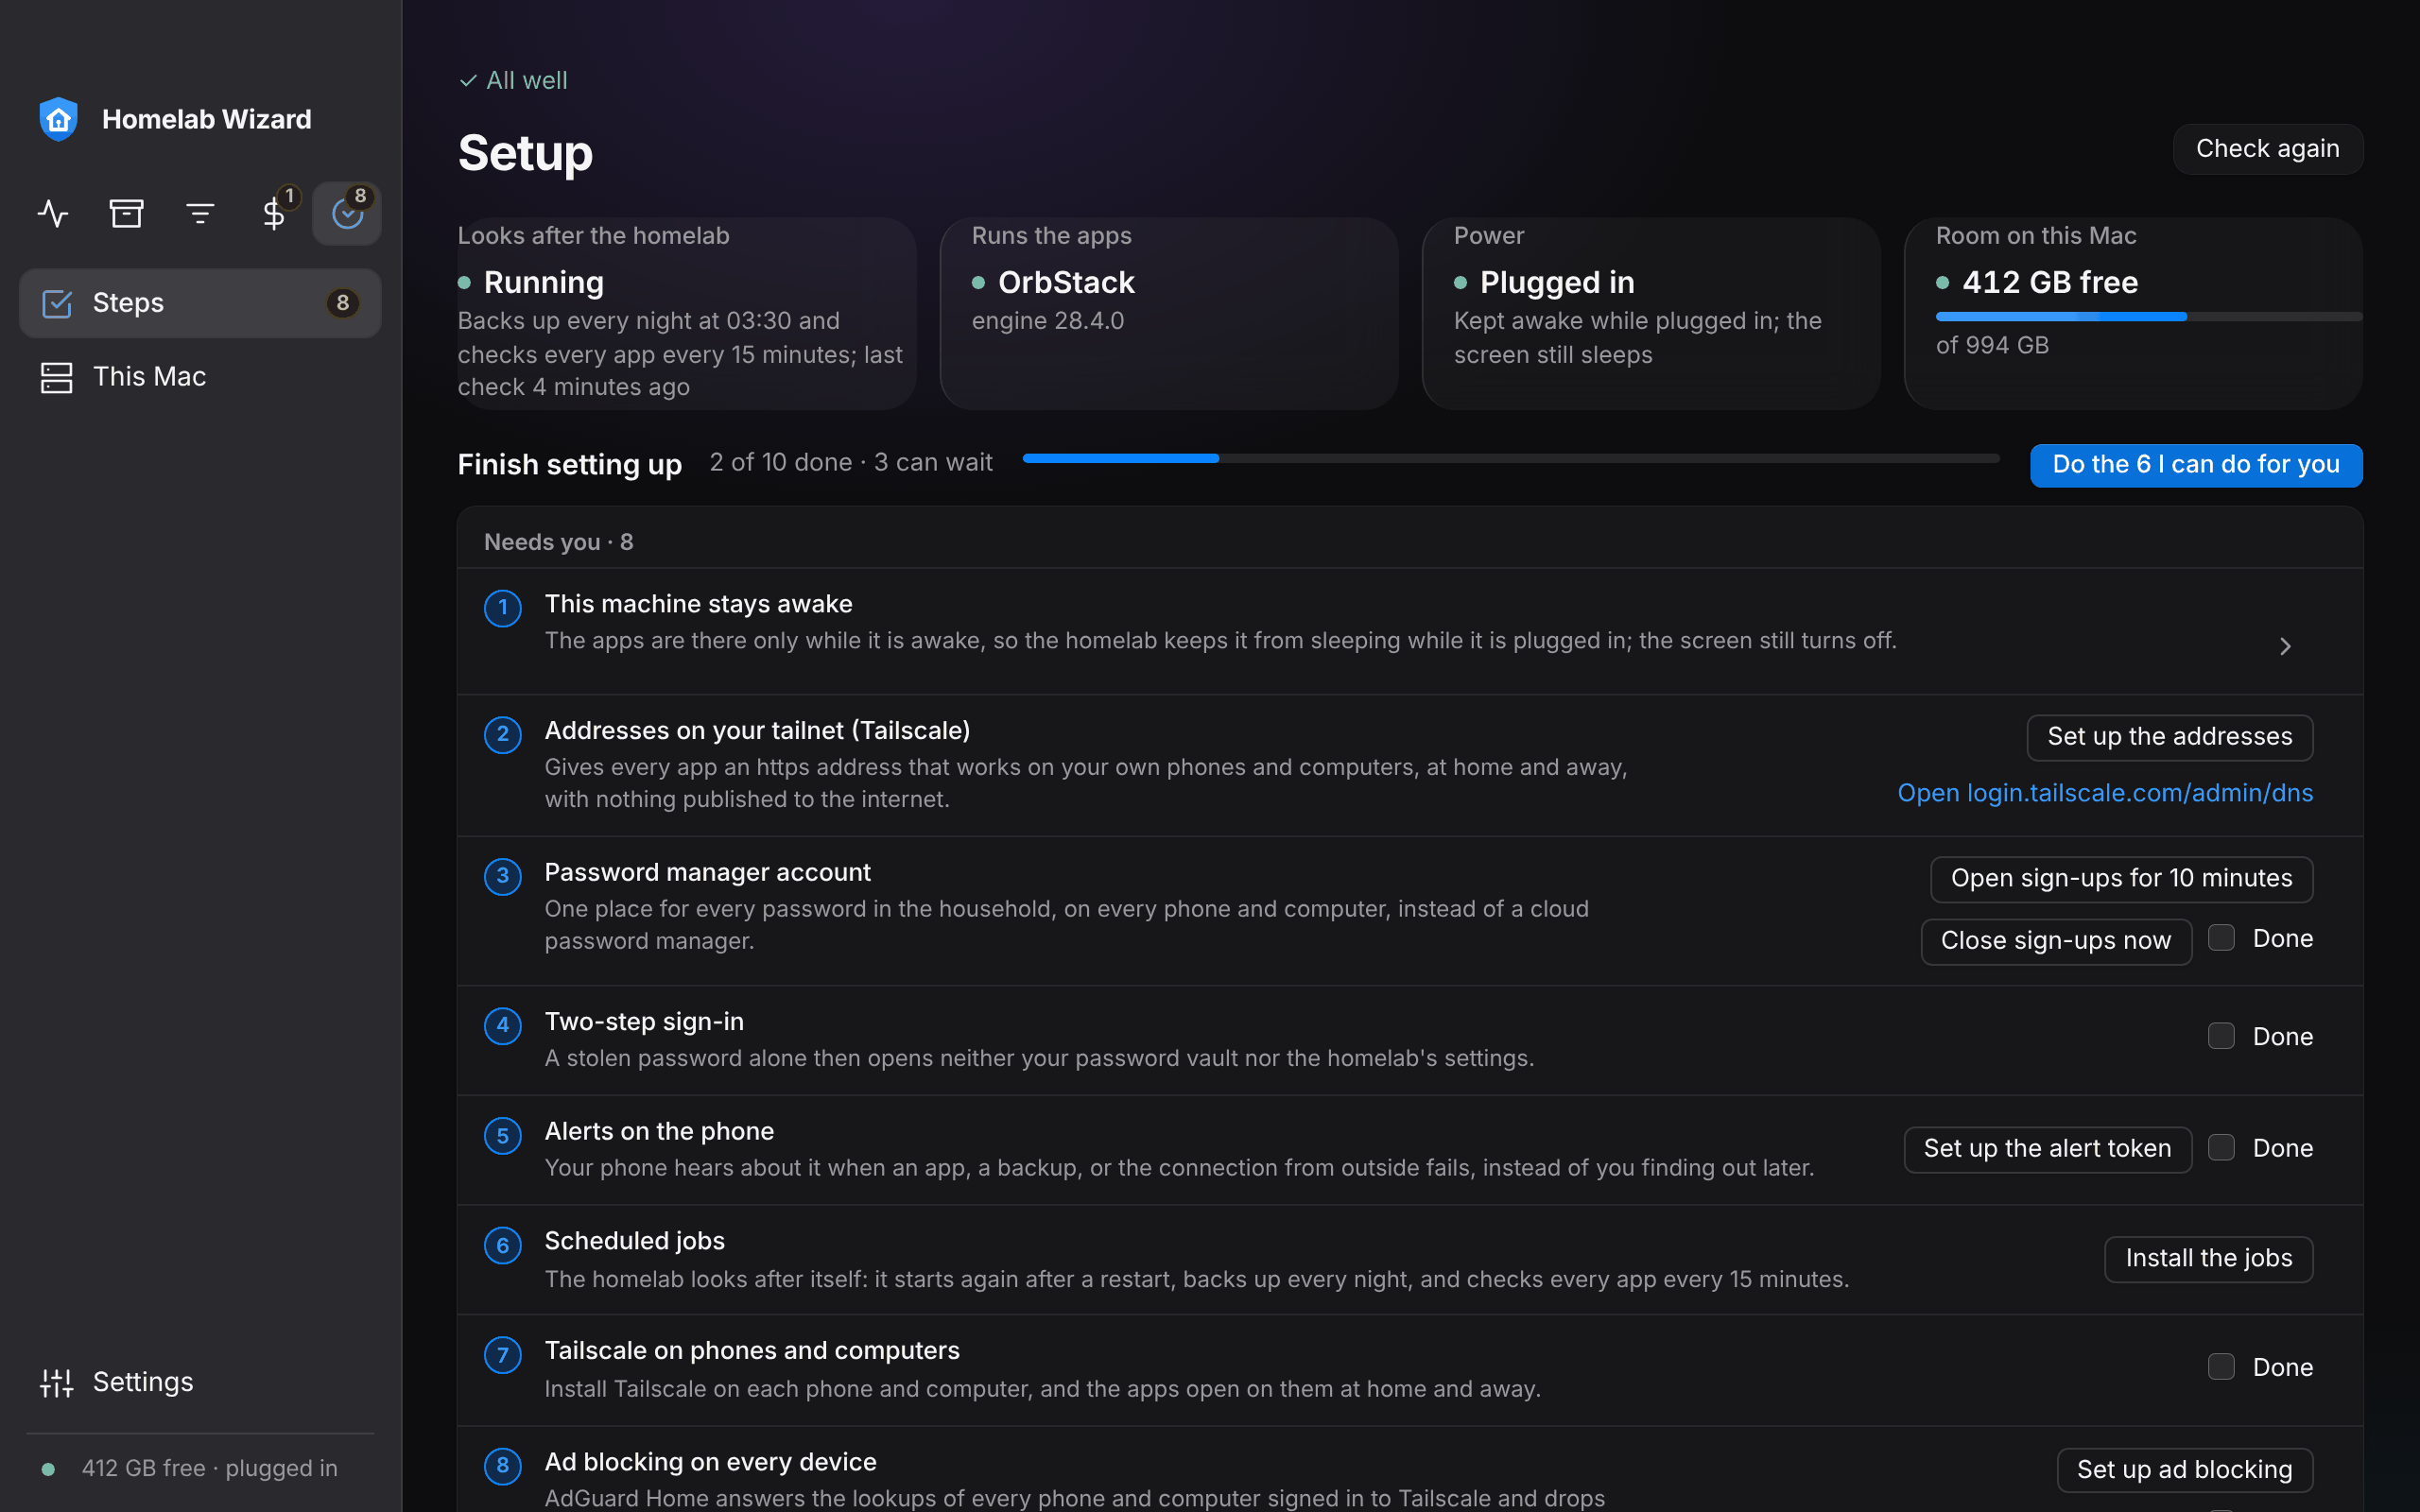 Homelab Wizard
1
8
Steps
8
This Mac
Settings
412 GB free · plugged in
All well
Setup
Check again
Looks after the homelab
Running
Backs up every night at 03:30 and
checks every app every 15 minutes; last
check 4 minutes ago
Runs the apps
OrbStack
engine 28.4.0
Power
Plugged in
Kept awake while plugged in; the
screen still sleeps
Room on this Mac
412 GB free
of 994 GB
Finish setting up
2 of 10 done · 3 can wait
Do the 6 I can do for you
Needs you · 8
1
This machine stays awake
The apps are there only while it is awake, so the homelab keeps it from sleeping while it is plugged in; the screen still turns off.
2
Addresses on your tailnet (Tailscale)
Gives every app an https address that works on your own phones and computers, at home and away,
with nothing published to the internet.
Set up the addresses
Open login.tailscale.com/admin/dns
3
Password manager account
One place for every password in the household, on every phone and computer, instead of a cloud
password manager.
Open sign-ups for 10 minutes
Close sign-ups now
Done
4
Two-step sign-in
A stolen password alone then opens neither your password vault nor the homelab's settings.
Done
5
Alerts on the phone
Your phone hears about it when an app, a backup, or the connection from outside fails, instead of you finding out later.
Set up the alert token
Done
6
Scheduled jobs
The homelab looks after itself: it starts again after a restart, backs up every night, and checks every app every 15 minutes.
Install the jobs
7
Tailscale on phones and computers
Install Tailscale on each phone and computer, and the apps open on them at home and away.
Done
8
Ad blocking on every device
AdGuard Home answers the lookups of every phone and computer signed in to Tailscale and drops
Set up ad blocking